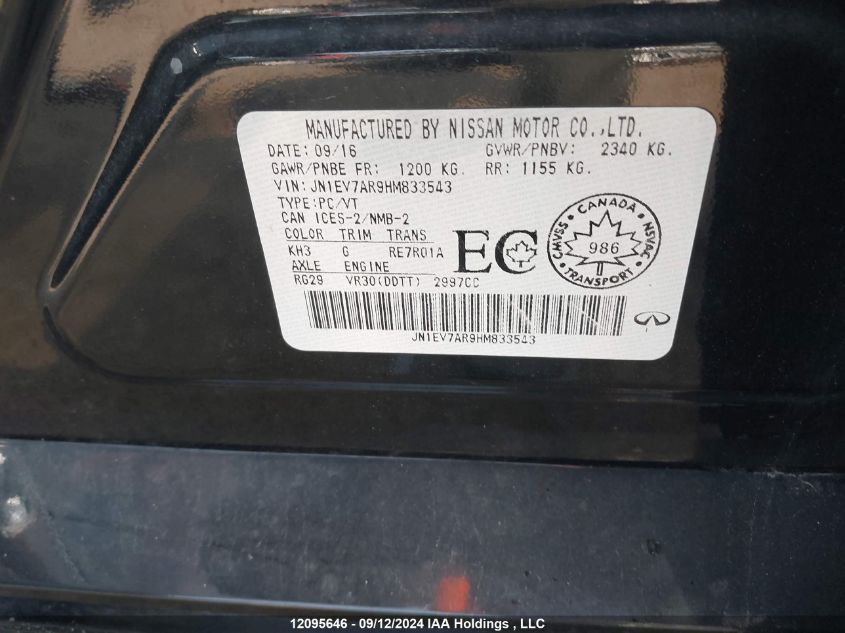 MANUFACTURED BY NISSAN MOTOR CO.,LTD.
DATE: 09/16 GVWR/PNBV: 2340 KG.
GAWR/PNBE FR: 1200 KG. RR: 1155 KG.
VIN: JN1EV7AR9HM833543
TYPE:PC/VT
CAN ICES-2/NMB-2
COLOR TRIM TRANS
KH3 G RE7R01A
AXLE ENGINE
RG29 VR30(DDTT) 2997CC
EC
CANADA
CMVSS 986 NSVAC
TRANSPORT
JN1EV7AR9HM833543
12095646 - 09/12/2024 IAA Holdings , LLC